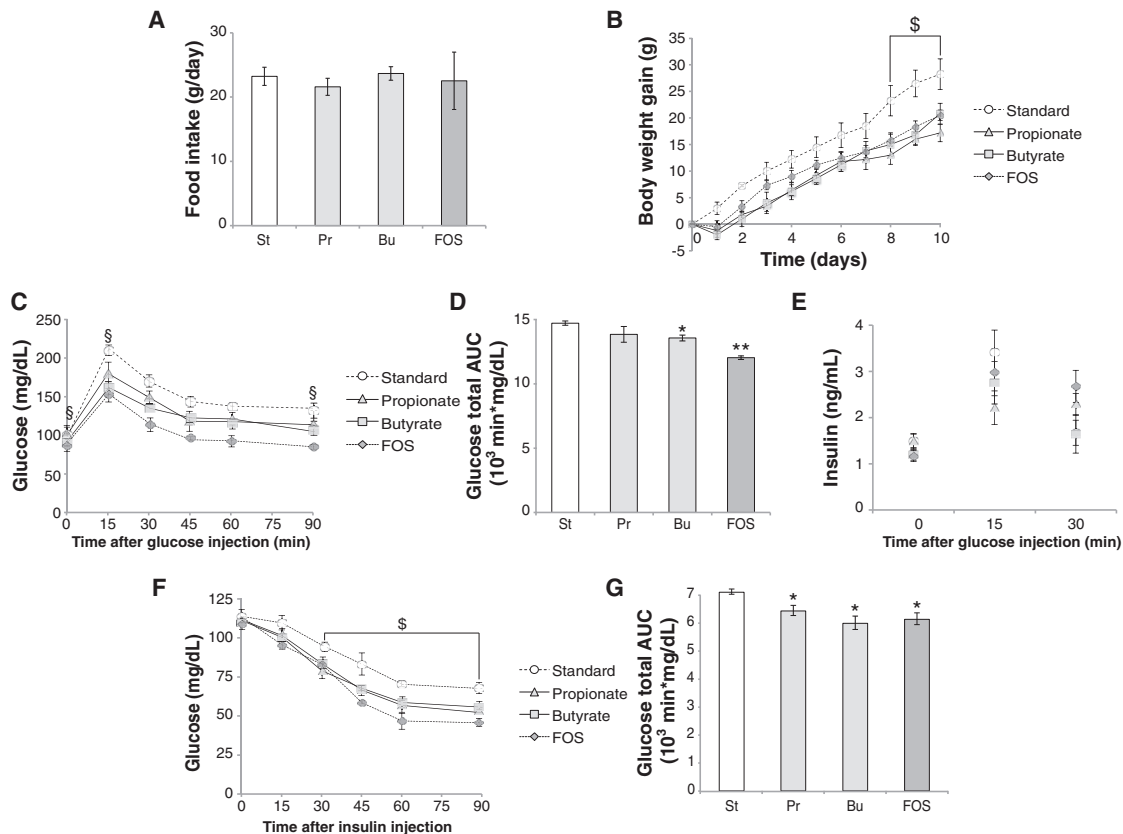 A
Food intake (g/day)
30
20
10
0
St Pr Bu FOS
B
Body weight gain (g)
35
30
25
20
15
10
5
0
-5
0 2 4 6 8 10
Time (days)
$
Standard
Propionate
Butyrate
FOS
C
Glucose (mg/dL)
250
200
150
100
50
0
§
§
§
0 15 30 45 60 90
Time after glucose injection (min)
Standard
Propionate
Butyrate
FOS
D
Glucose total AUC
(10³ min*mg/dL)
15
10
5
0
*
**
St Pr Bu FOS
E
Insulin (ng/mL)
4
3
2
1
0
0 15 30
Time after glucose injection (min)
F
Glucose (mg/dL)
125
100
75
50
25
0
$
0 15 30 45 60 90
Time after insulin injection
Standard
Propionate
Butyrate
FOS
G
Glucose total AUC
(10³ min*mg/dL)
7
6
5
4
3
2
1
0
* * *
St Pr Bu FOS